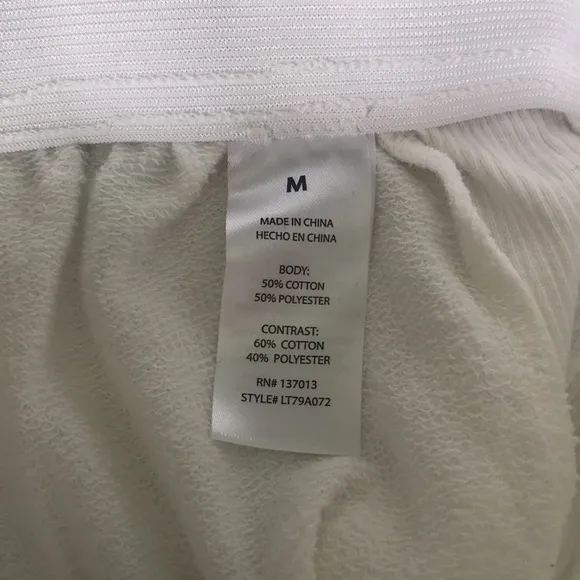 M
MADE IN CHINA
HECHO EN CHINA
BODY:
50% COTTON
50% POLYESTER
CONTRAST:
60% COTTON
40% POLYESTER
RN# 137013
STYLE# LT79A072